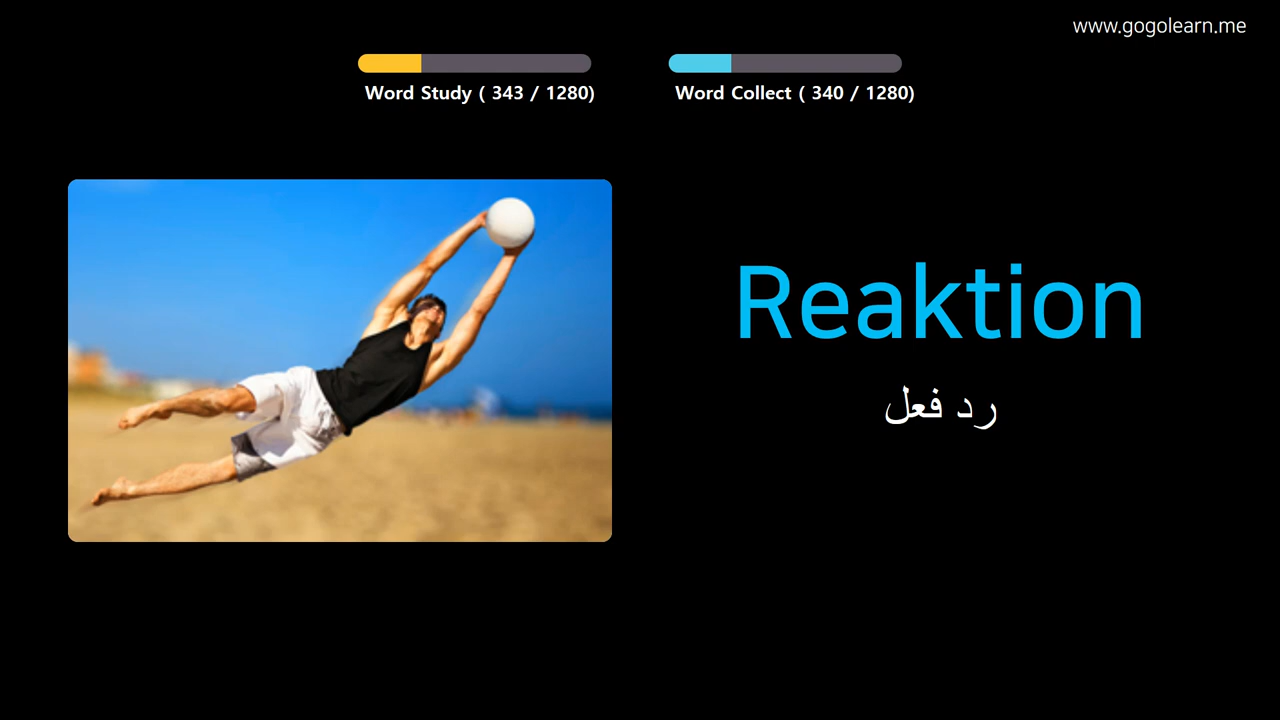 www.gogolearn.me
Word Study ( 343 / 1280)
Word Collect ( 340 / 1280)
Reaktion
رد فعل